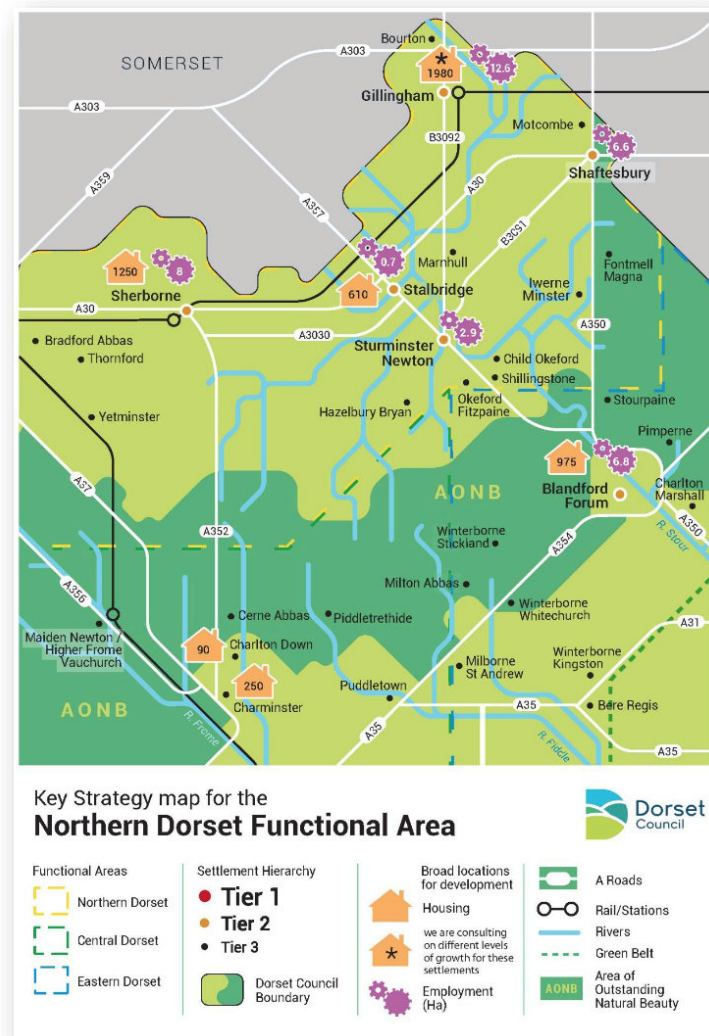 Bourton
A303
A303
SOMERSET
*
1980
12.6
Gillingham
A303
B3092
Motcombe
6.6
Shaftesbury
A359
A357
A30
B3091
1250
8
Sherborne
0.7
Marnhull
Fontmell
Magna
610
Stalbridge
Iwerne
Minster
A30
A3030
2.9
A350
Sturminster
Newton
Bradford Abbas
Thornford
Child Okeford
Shillingstone
Yetminster
Hazelbury Bryan
Okeford
Fitzpaine
Stourpaine
Pimperne
975
6.8
A37
AONB
Blandford
Forum
Charlton
Marshall
A352
Winterborne
Stickland
A354
R. Stour
A350
A356
Milton Abbas
Cerne Abbas
Piddletrethide
Winterborne
Whitechurch
Maiden Newton /
Higher Frome
Vauchurch
90
Charlton Down
A31
250
Milborne
St Andrew
Winterborne
Kingston
Charminster
Puddletown
AONB
R. Frome
A35
A35
Bere Regis
R. Fiddle
A35
Key Strategy map for the
Northern Dorset Functional Area
Dorset
Council
Functional Areas
Northern Dorset
Central Dorset
Eastern Dorset
Settlement Hierarchy
Tier 1
Tier 2
Tier 3
Dorset Council
Boundary
Broad locations
for development
Housing
*
we are consulting
on different levels
of growth for these
settlements
Employment
(Ha)
A Roads
Rail/Stations
Rivers
Green Belt
AONB
Area of
Outstanding
Natural Beauty